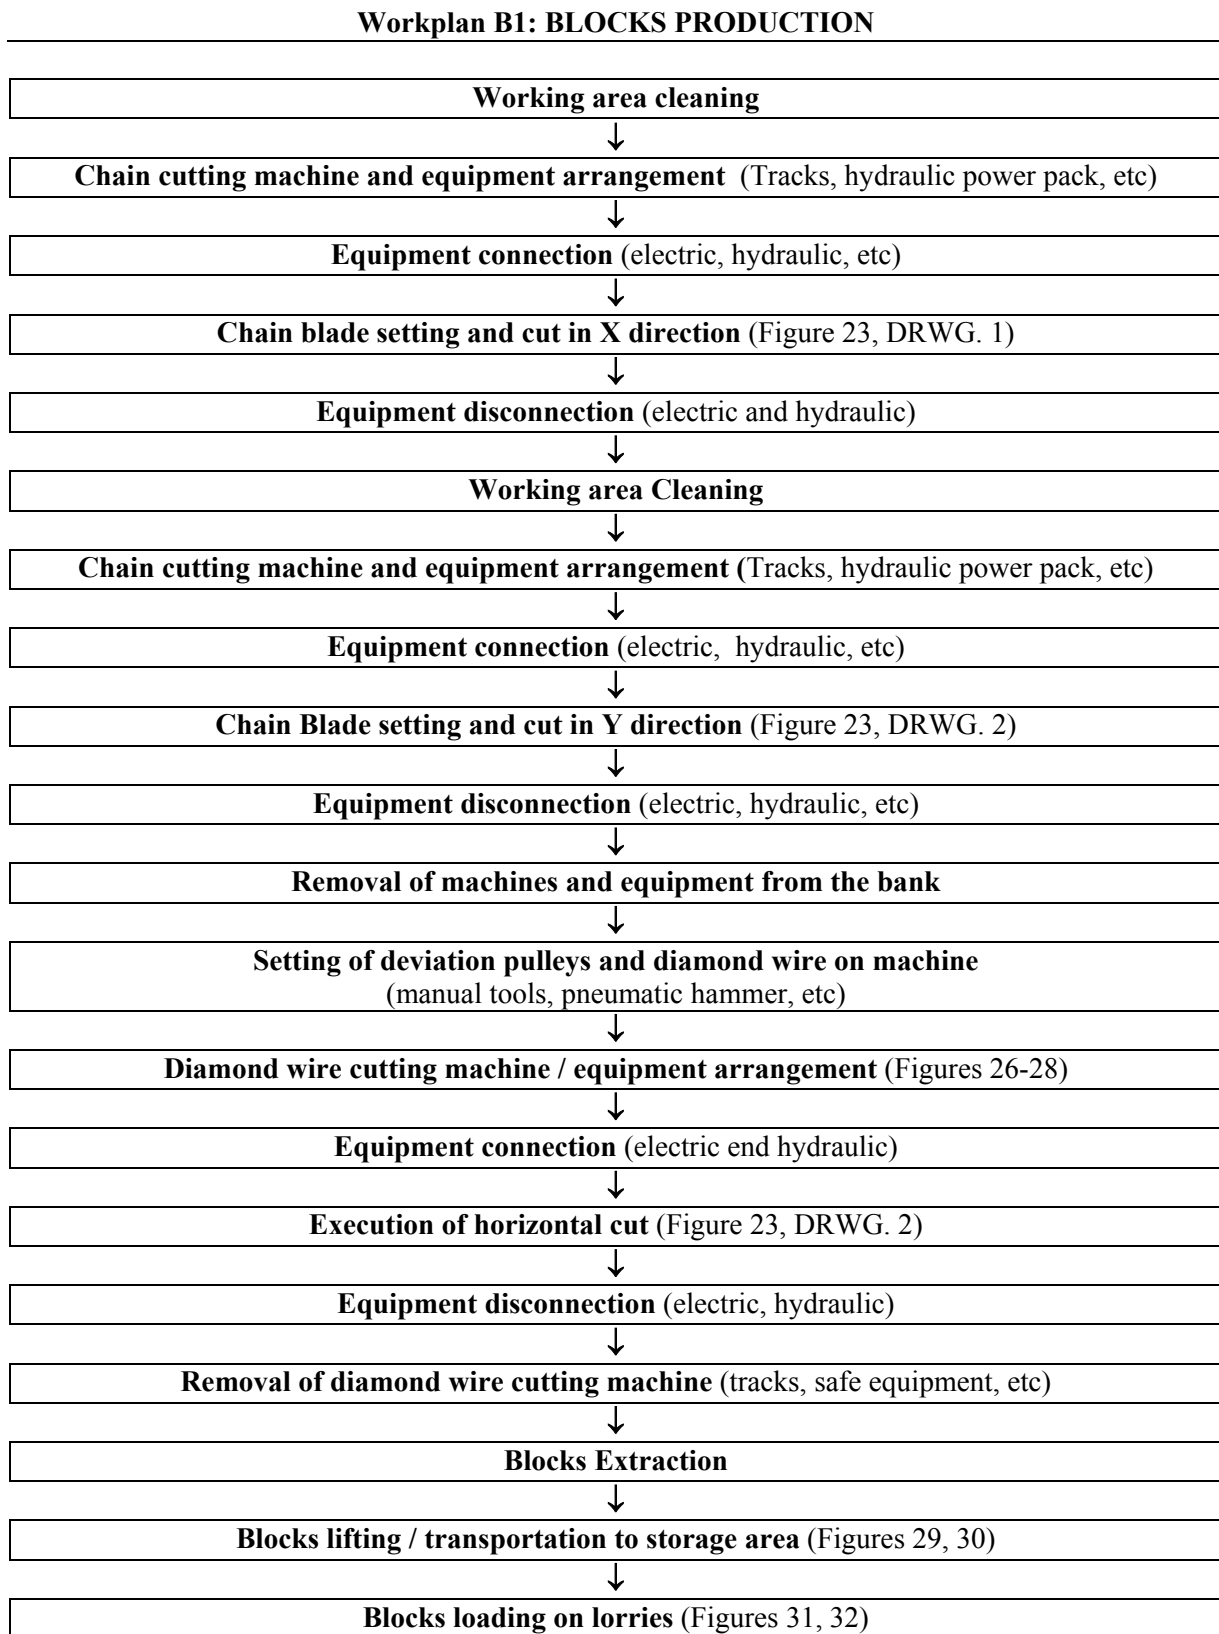 Workplan B1: BLOCKS PRODUCTION
Working area cleaning
↓
Chain cutting machine and equipment arrangement (Tracks, hydraulic power pack, etc)
↓
Equipment connection (electric, hydraulic, etc)
↓
Chain blade setting and cut in X direction (Figure 23, DRWG. 1)
↓
Equipment disconnection (electric and hydraulic)
↓
Working area Cleaning
↓
Chain cutting machine and equipment arrangement (Tracks, hydraulic power pack, etc)
↓
Equipment connection (electric, hydraulic, etc)
↓
Chain Blade setting and cut in Y direction (Figure 23, DRWG. 2)
↓
Equipment disconnection (electric, hydraulic, etc)
↓
Removal of machines and equipment from the bank
↓
Setting of deviation pulleys and diamond wire on machine
(manual tools, pneumatic hammer, etc)
↓
Diamond wire cutting machine / equipment arrangement (Figures 26-28)
↓
Equipment connection (electric end hydraulic)
↓
Execution of horizontal cut (Figure 23, DRWG. 2)
↓
Equipment disconnection (electric, hydraulic)
↓
Removal of diamond wire cutting machine (tracks, safe equipment, etc)
↓
Blocks Extraction
↓
Blocks lifting / transportation to storage area (Figures 29, 30)
↓
Blocks loading on lorries (Figures 31, 32)